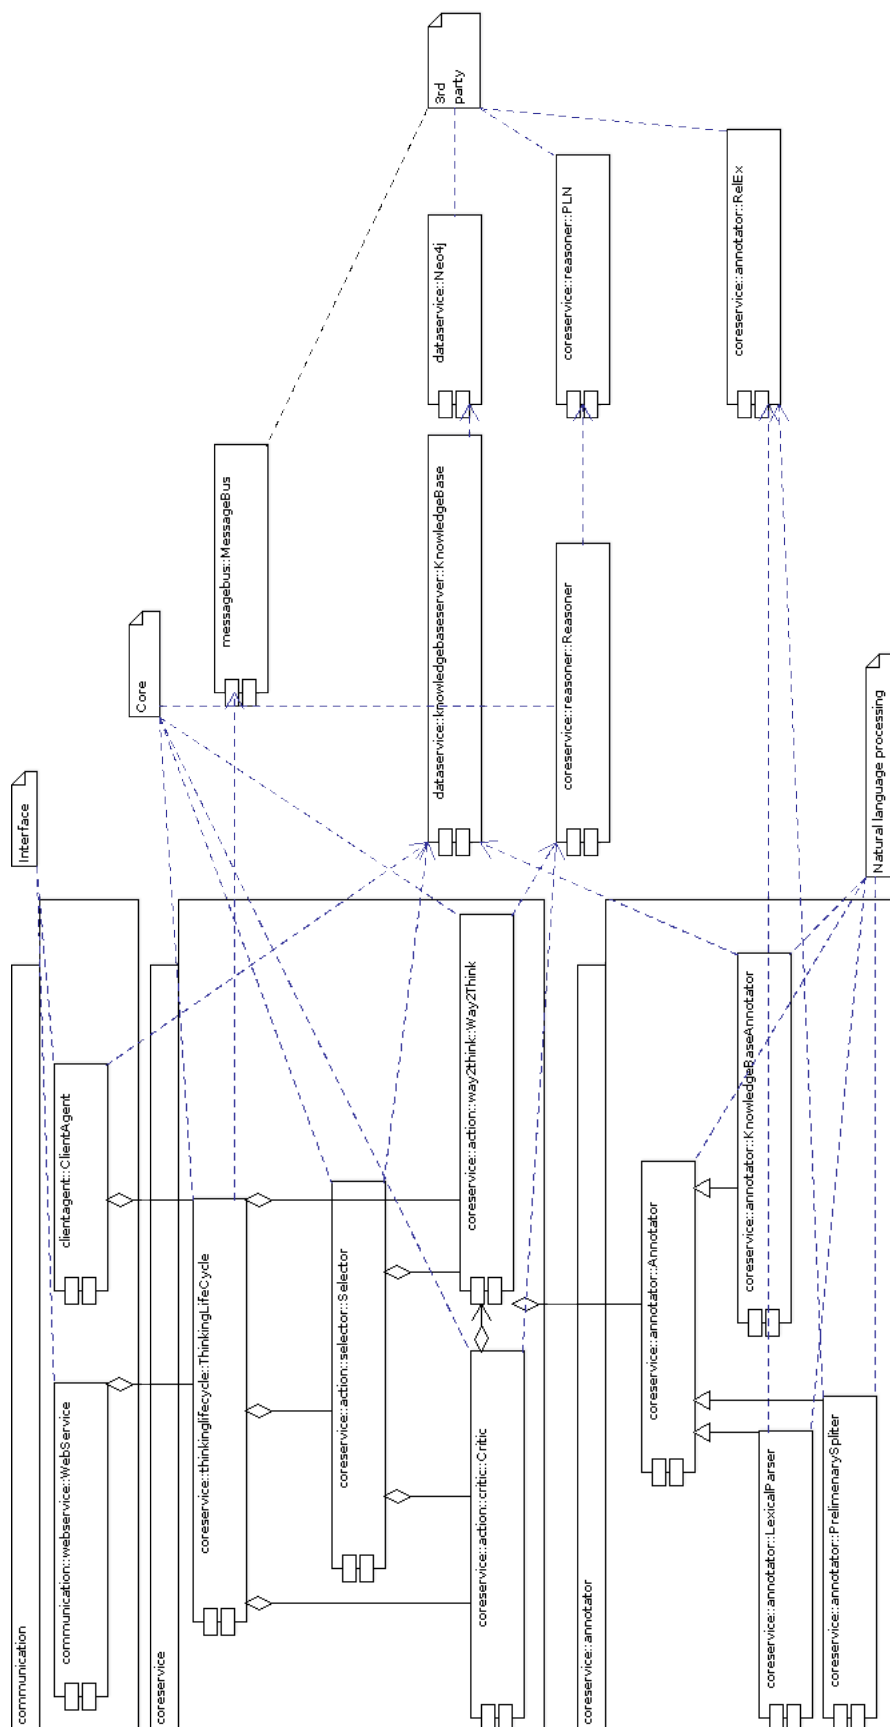 communication
communication::webservice::WebService
clientagent::ClientAgent
Interface
coreservice
coreservice::thinkinglifecycle::ThinkingLifeCycle
coreservice::action::selector::Selector
coreservice::action::critic::Critic
coreservice::action::way2think::Way2Think
Core
messagebus::MessageBus
dataservice::knowledgebaseserver::KnowledgeBase
dataservice::Neo4j
3rd
party
coreservice::reasoner::Reasoner
coreservice::reasoner::PLN
coreservice::annotator
coreservice::annotator::Annotator
coreservice::annotator::KnowledgeBaseAnnotator
coreservice::annotator::LexicalParser
coreservice::annotator::PrelimenarySpliter
coreservice::annotator::RelEx
Natural language processing